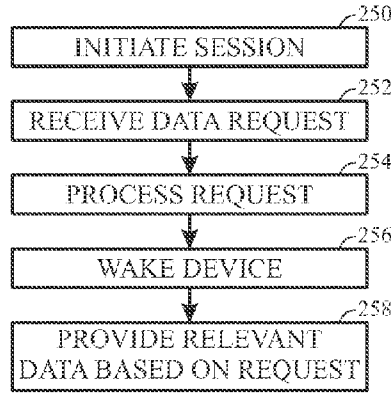 250
INITIATE SESSION
252
RECEIVE DATA REQUEST
254
PROCESS REQUEST
256
WAKE DEVICE
258
PROVIDE RELEVANT
DATA BASED ON REQUEST